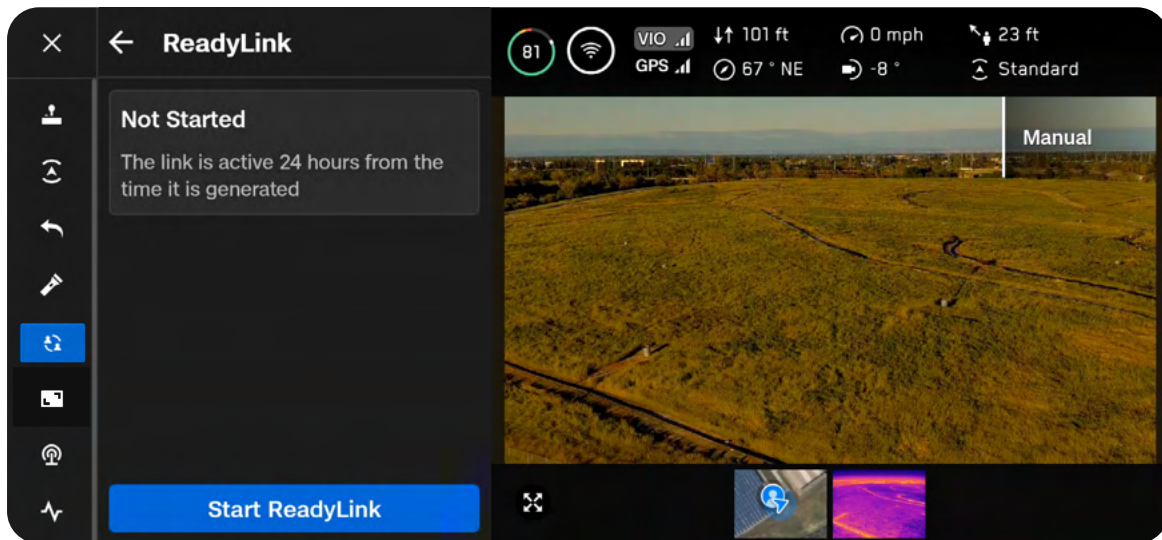 ReadyLink
Not Started
The link is active 24 hours from the
time it is generated
Start ReadyLink
81
VIO
GPS
101 ft
67 ° NE
0 mph
-8 °
23 ft
Standard
Manual